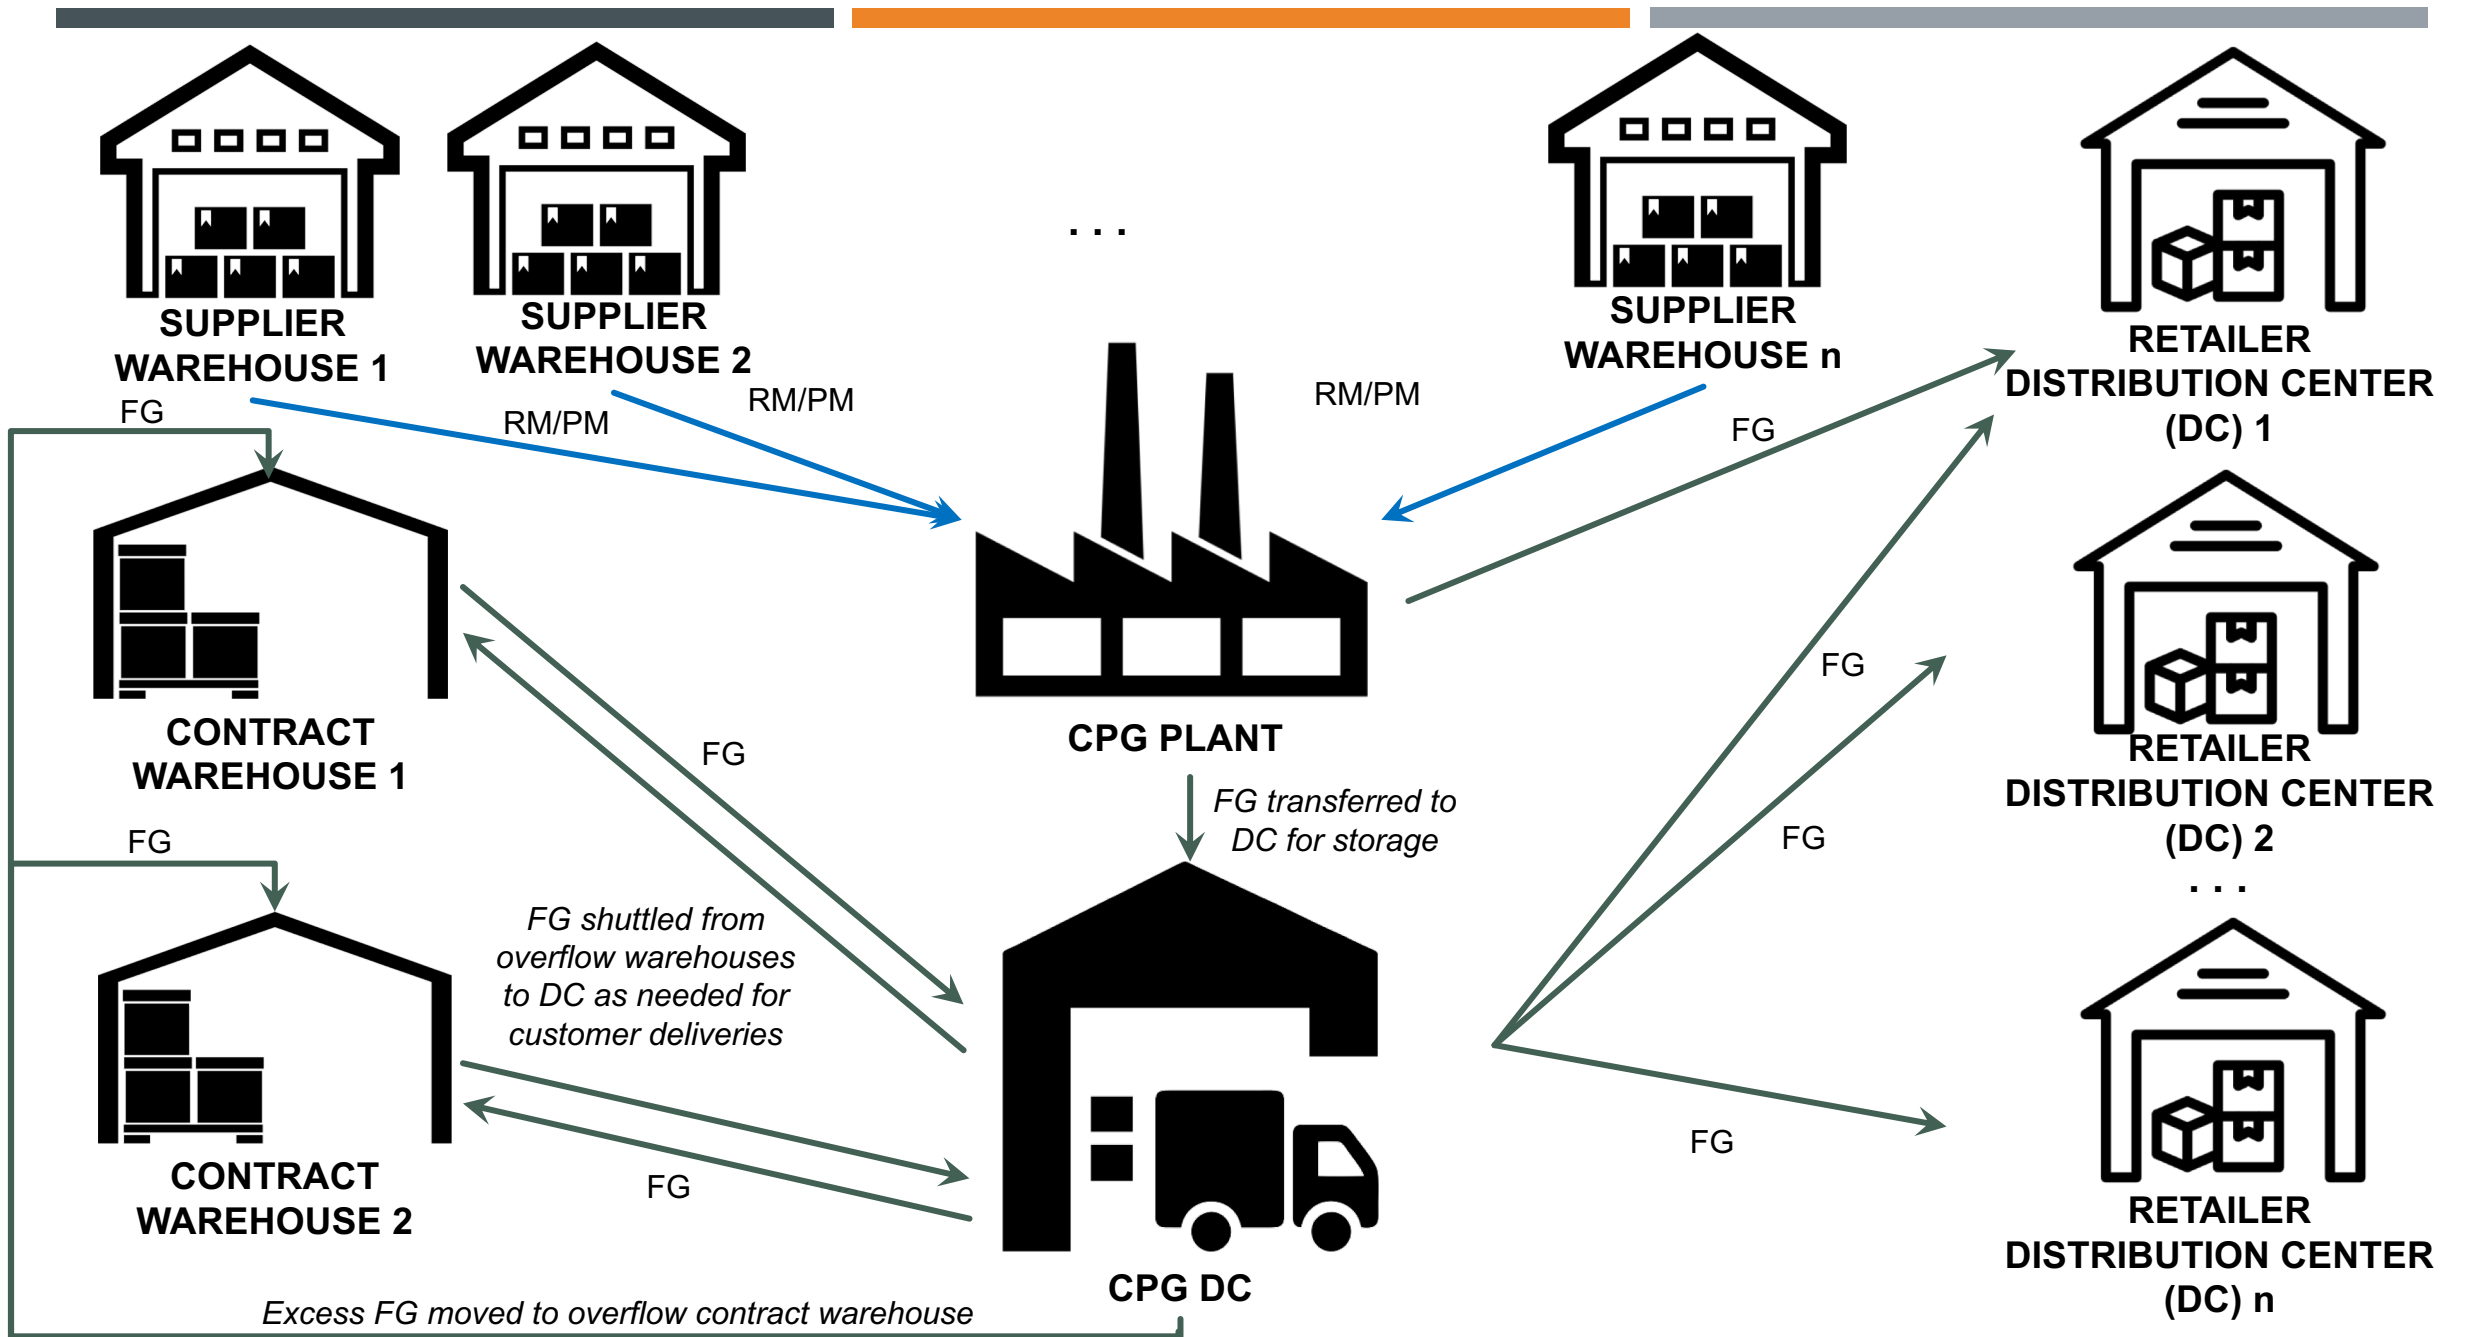 . . .
SUPPLIER
WAREHOUSE 1
SUPPLIER
WAREHOUSE 2
SUPPLIER
WAREHOUSE n
RETAILER
DISTRIBUTION CENTER
(DC) 1
FG
RM/PM
RM/PM
RM/PM
FG
CONTRACT
WAREHOUSE 1
FG
CPG PLANT
FG transferred to
DC for storage
FG
FG
RETAILER
DISTRIBUTION CENTER
(DC) 2
. . .
FG
FG shuttled from
overflow warehouses
to DC as needed for
customer deliveries
CONTRACT
WAREHOUSE 2
FG
FG
CPG DC
RETAILER
DISTRIBUTION CENTER
(DC) n
Excess FG moved to overflow contract warehouse